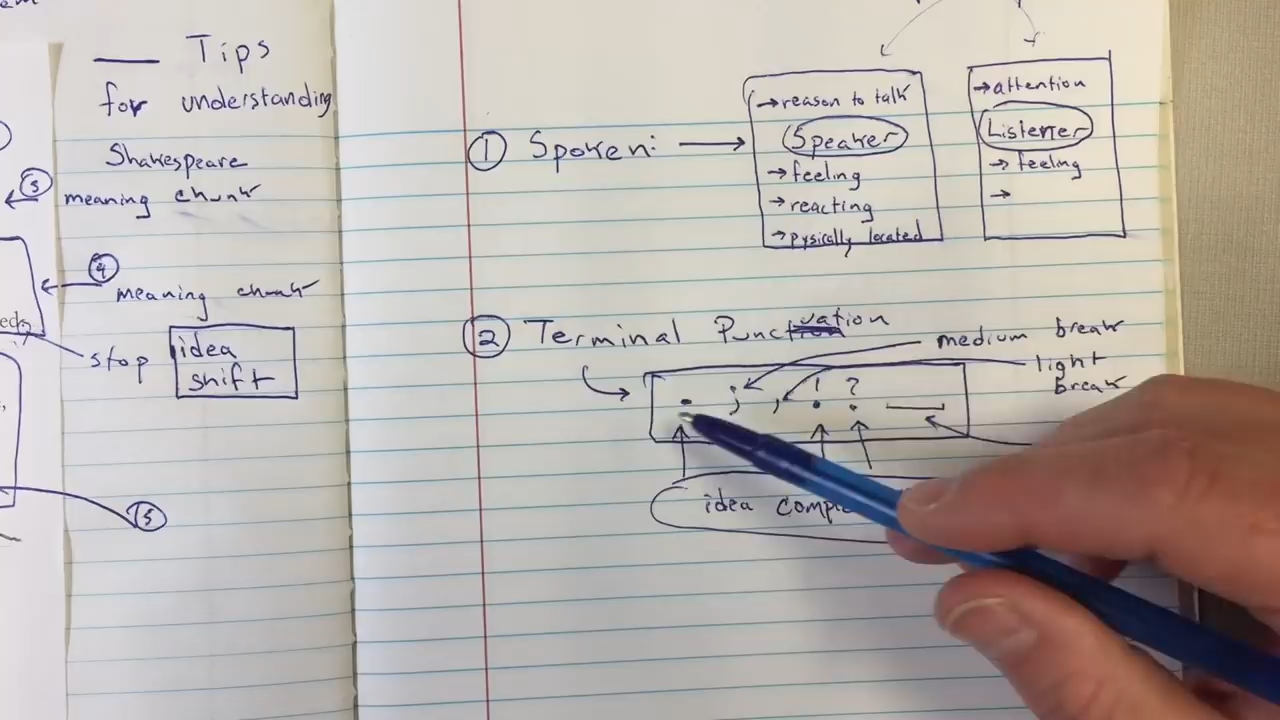 Tips
for understanding
Shakespeare
③ meaning chunk
④ meaning chunk
stop
idea
shift
⑤
① Spoken:
→ reason to talk
Speaker
→ feeling
→ reacting
→ pysically located
→ attention
Listener
→ feeling
→
② Terminal Punctuation
medium break
light
break
. ; , ! ? —
idea